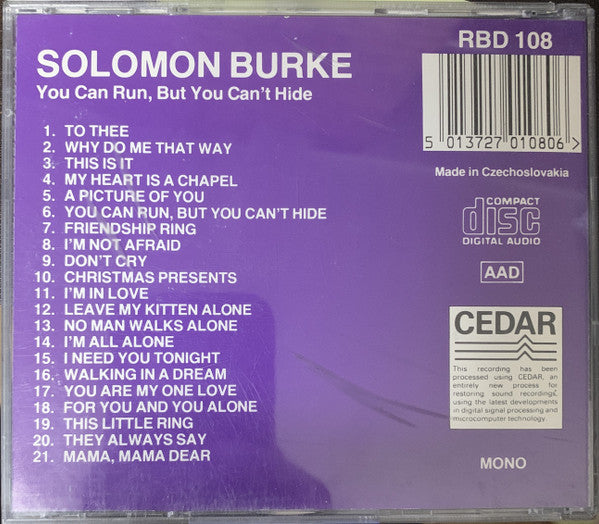 SOLOMON BURKE
You Can Run, But You Can't Hide
1. TO THEE
2. WHY DO ME THAT WAY
3. THIS IS IT
4. MY HEART IS A CHAPEL
5. A PICTURE OF YOU
6. YOU CAN RUN, BUT YOU CAN'T HIDE
7. FRIENDSHIP RING
8. I'M NOT AFRAID
9. DON'T CRY
10. CHRISTMAS PRESENTS
11. I'M IN LOVE
12. LEAVE MY KITTEN ALONE
13. NO MAN WALKS ALONE
14. I'M ALL ALONE
15. I NEED YOU TONIGHT
16. WALKING IN A DREAM
17. YOU ARE MY ONE LOVE
18. FOR YOU AND YOU ALONE
19. THIS LITTLE RING
20. THEY ALWAYS SAY
21. MAMA, MAMA DEAR
RBD 108
5 013727 010806 >
Made in Czechoslovakia
COMPACT
disc
DIGITAL AUDIO
AAD
CEDAR
This recording has been
processed using CEDAR, an
entirely new process for
restoring sound recordings,
using the latest developments
in digital signal processing and
microcomputer technology.
MONO